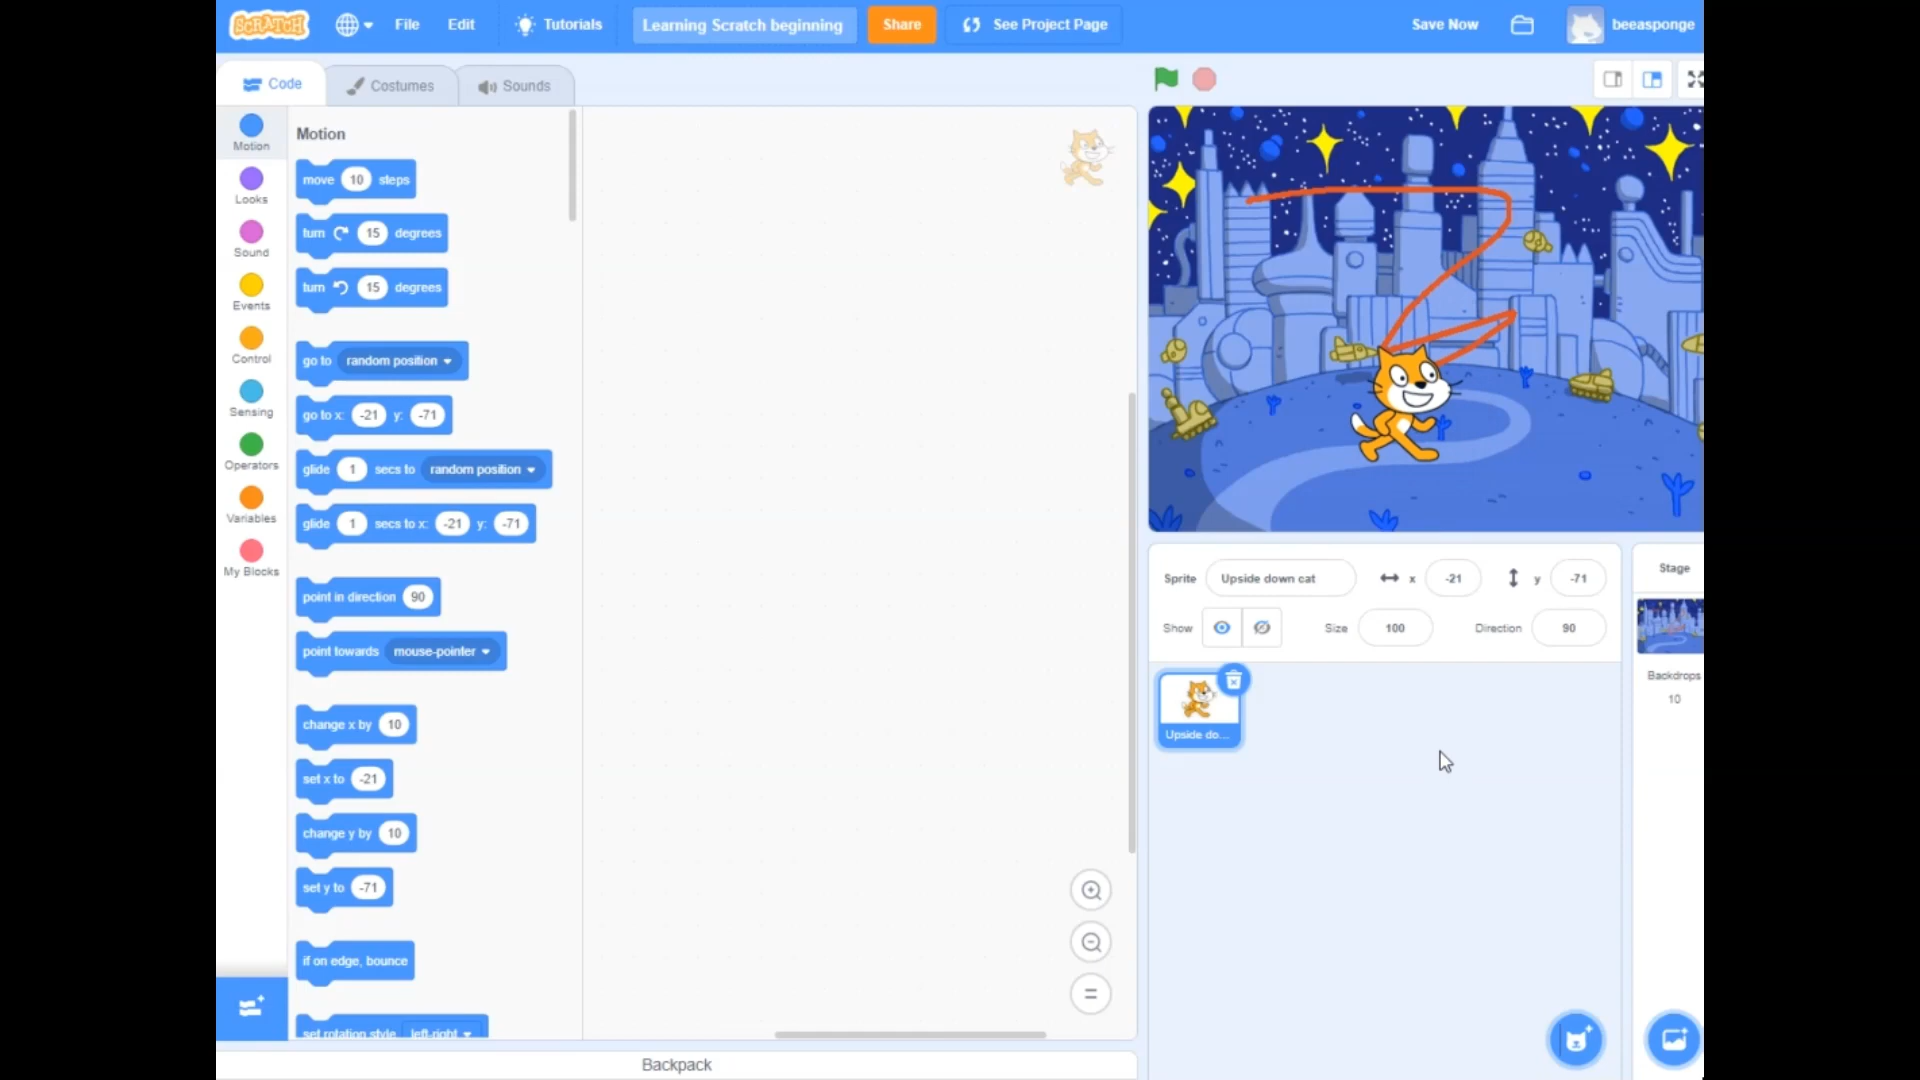 SCRATCH File Edit Tutorials Learning Scratch beginning Share See Project Page Save Now beeasponge
Code Costumes Sounds
Motion
Looks
Sound
Events
Control
Sensing
Operators
Variables
My Blocks
Motion
move 10 steps
turn 15 degrees
turn 15 degrees
go to random position
go to x: -21 y: -71
glide 1 secs to random position
glide 1 secs to x: -21 y: -71
point in direction 90
point towards mouse-pointer
change x by 10
set x to -21
change y by 10
set y to -71
if on edge, bounce
set rotation style left-right
Backpack
Sprite Upside down cat x -21 y -71
Show Size 100 Direction 90
Upside do...
Stage
Backdrops
10